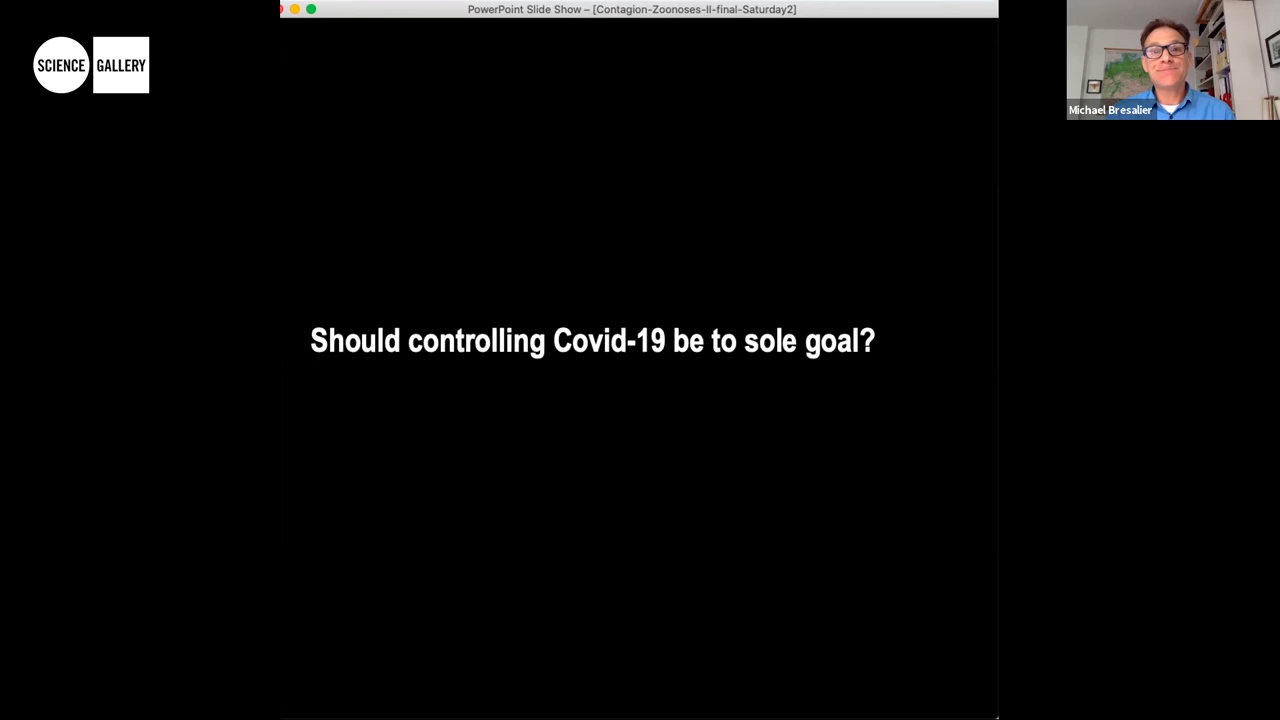 PowerPoint Slide Show – [Contagion-Zoonoses-II-final-Saturday2]
SCIENCE GALLERY
Michael Bresalier
Should controlling Covid-19 be to sole goal?